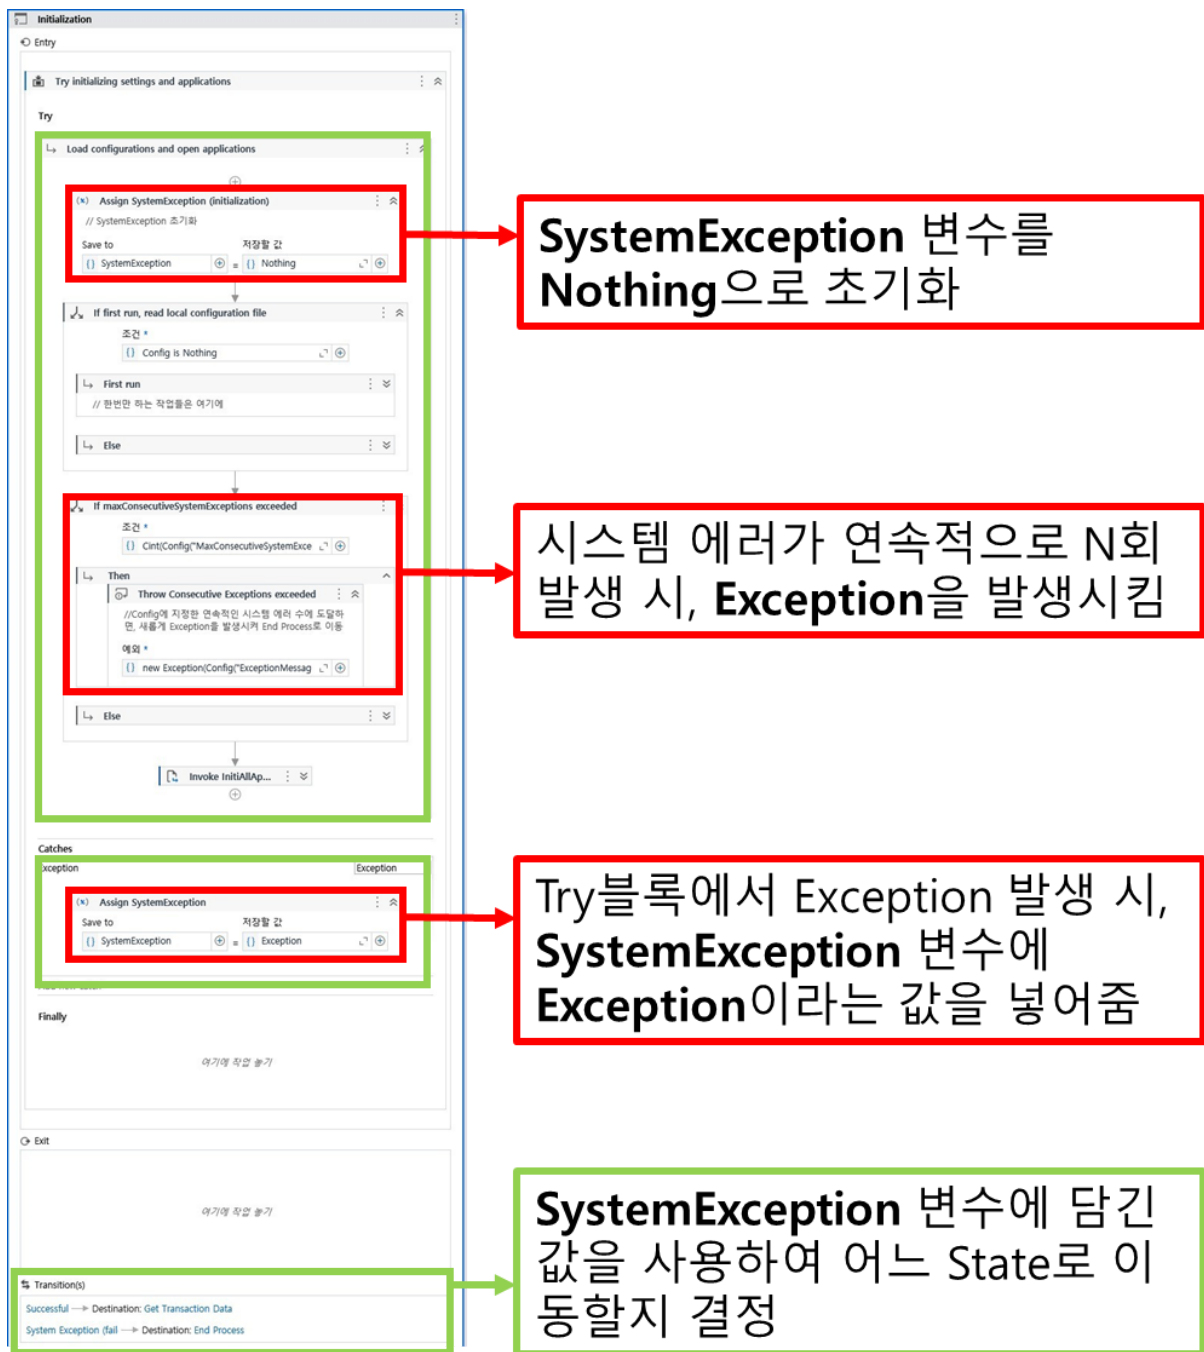 Initialization
Entry
Try initializing settings and applications
Try
Load configurations and open applications
Assign SystemException (initialization)
// SystemException 초기화
Save to 저장할 값
SystemException = Nothing
SystemException 변수를
Nothing으로 초기화
If first run, read local configuration file
조건 *
Config is Nothing
First run
// 한번만 하는 작업들은 여기에
Else
If maxConsecutiveSystemExceptions exceeded
조건 *
Cint(Config("MaxConsecutiveSystemExce
Then
Throw Consecutive Exceptions exceeded
//Config에 지정한 연속적인 시스템 에러 수에 도달하
면, 새롭게 Exception을 발생시켜 End Process로 이동
예외 *
new Exception(Config("ExceptionMessag
시스템 에러가 연속적으로 N회
발생 시, Exception을 발생시킴
Else
Invoke InitiAllAp...
Catches
Exception Exception
Assign SystemException
Save to 저장할 값
SystemException = Exception
Try블록에서 Exception 발생 시,
SystemException 변수에
Exception이라는 값을 넣어줌
Finally
여기에 작업 놓기
Exit
여기에 작업 놓기
Transition(s)
Successful Destination: Get Transaction Data
System Exception (fail Destination: End Process
SystemException 변수에 담긴
값을 사용하여 어느 State로 이
동할지 결정